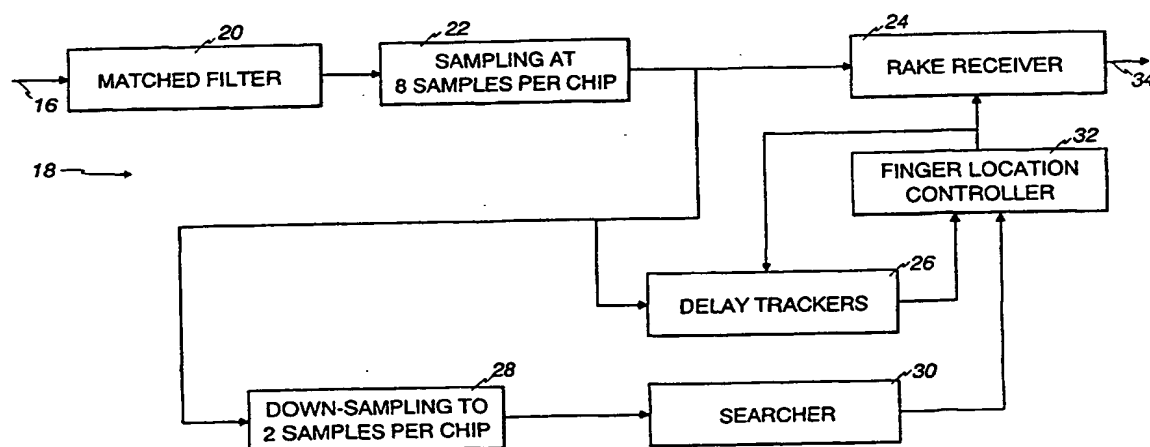 20
MATCHED FILTER
22
SAMPLING AT
8 SAMPLES PER CHIP
24
RAKE RECEIVER
16
34
18
32
FINGER LOCATION
CONTROLLER
26
DELAY TRACKERS
28
DOWN-SAMPLING TO
2 SAMPLES PER CHIP
30
SEARCHER